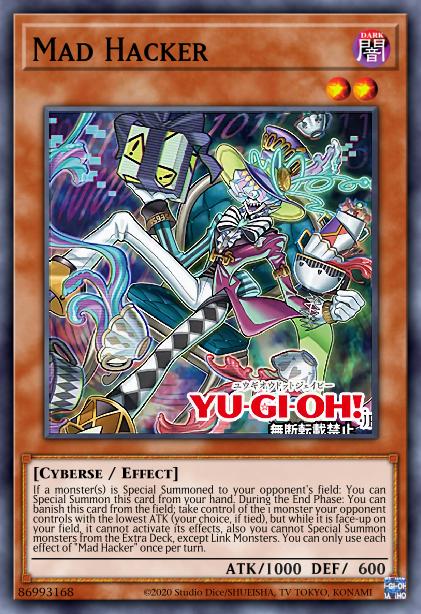 MAD HACKER
DARK
闇
ユウギオウドットジェイピー
YU-GI-OH!
無断転載禁止
[CYBERSE / EFFECT]
If a monster(s) is Special Summoned to your opponent's field: You can
Special Summon this card from your hand. During the End Phase: You can
banish this card from the field; take control of the 1 monster your opponent
controls with the lowest ATK (your choice, if tied), but while it is face-up on
your field, it cannot activate its effects, also you cannot Special Summon
monsters from the Extra Deck, except Link Monsters. You can only use each
effect of "Mad Hacker" once per turn.
ATK/1000 DEF/ 600
86993168
©2020 Studio Dice/SHUEISHA, TV TOKYO, KONAMI